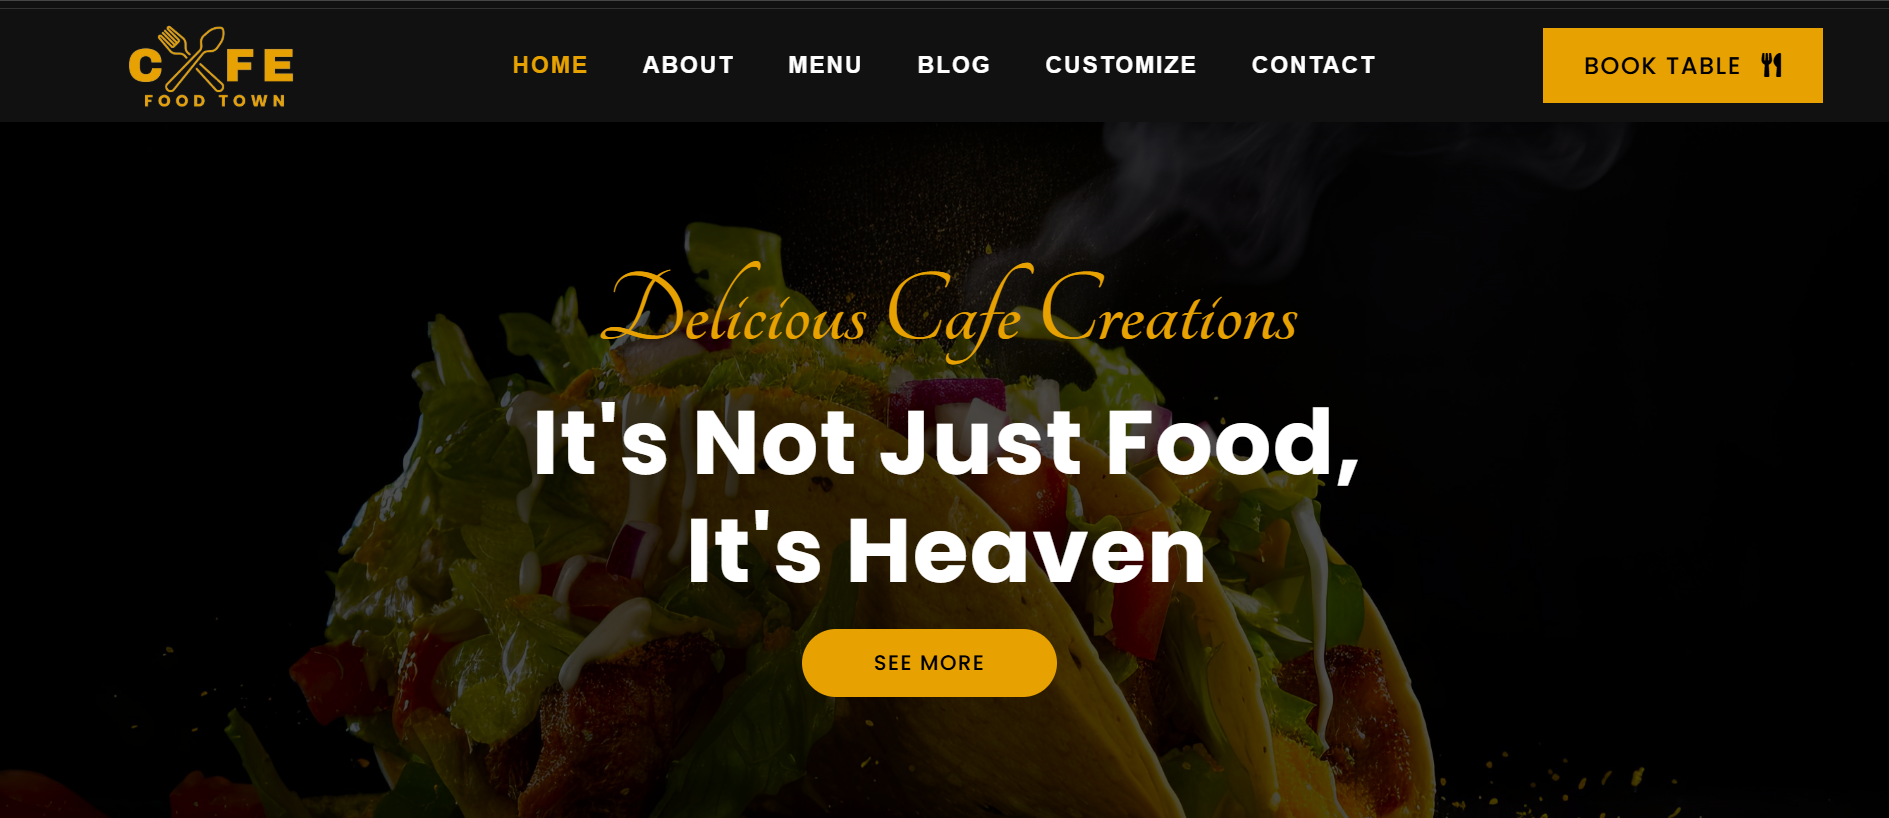 CAFE
FOOD TOWN
HOME ABOUT MENU BLOG CUSTOMIZE CONTACT
BOOK TABLE
Delicious Cafe Creations
It's Not Just Food,
It's Heaven
SEE MORE